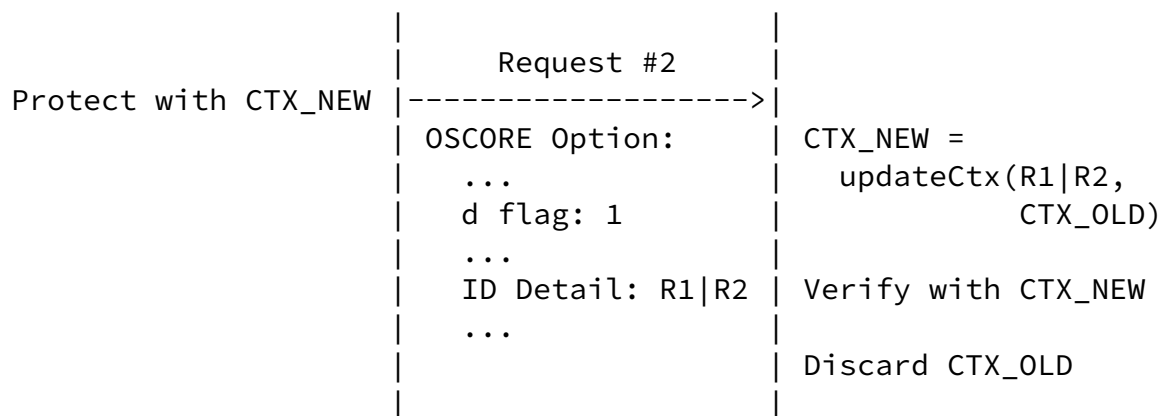 |                    |
                     |     Request #2     |
Protect with CTX_NEW |------------------->|
                     | OSCORE Option:     | CTX_NEW =
                     |   ...              |   updateCtx(R1|R2,
                     |   d flag: 1        |             CTX_OLD)
                     |   ...              |
                     |   ID Detail: R1|R2 | Verify with CTX_NEW
                     |   ...              |
                     |                    | Discard CTX_OLD
                     |                    |